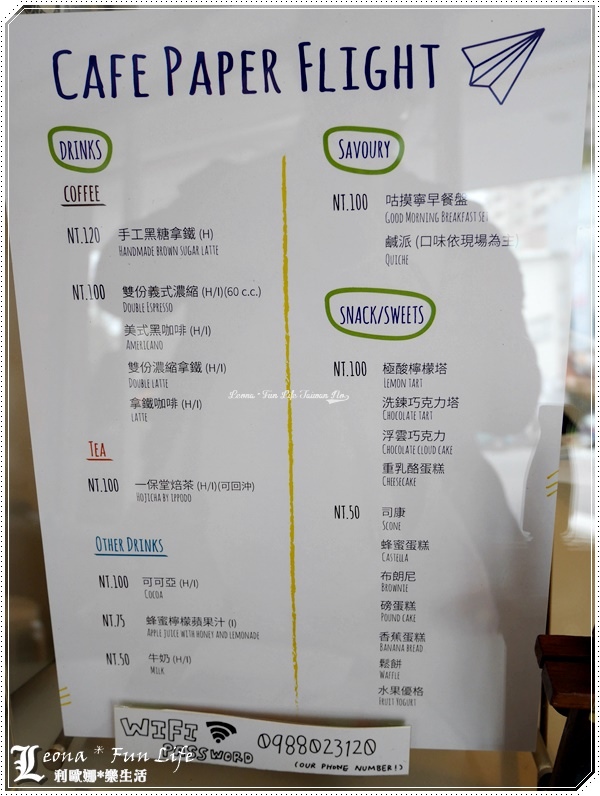 CAFE PAPER FLIGHT
DRINKS
COFFEE
NT.120 手工黑糖拿鐵 (H)
HANDMADE BROWN SUGAR LATTE
NT.100 雙份義式濃縮 (H/I)(60 c.c.)
DOUBLE ESPRESSO
美式黑咖啡 (H/I)
AMERICANO
雙份濃縮拿鐵 (H/I)
DOUBLE LATTE
拿鐵咖啡 (H/I)
LATTE
TEA
NT.100 一保堂焙茶 (H/I)(可回沖)
HOJICHA BY IPPODO
OTHER DRINKS
NT.100 可可亞 (H/I)
COCOA
NT.75 蜂蜜檸檬蘋果汁 (I)
APPLE JUICE WITH HONEY AND LEMONADE
NT.50 牛奶 (H/I)
MILK
SAVOURY
NT.100 咕摸寧早餐盤
GOOD MORNING BREAKFAST SET
鹹派 (口味依現場為主)
QUICHE
SNACK/SWEETS
NT.100 極酸檸檬塔
LEMON TART
洗鍊巧克力塔
CHOCOLATE TART
浮雲巧克力
CHOCOLATE CLOUD CAKE
重乳酪蛋糕
CHEESECAKE
NT.50 司康
SCONE
蜂蜜蛋糕
CASTELLA
布朗尼
BROWNIE
磅蛋糕
POUND CAKE
香蕉蛋糕
BANANA BREAD
鬆餅
WAFFLE
水果優格
FRUIT YOGURT
WIFI
PASSWORD
0988023120
(OUR PHONE NUMBER!)
Leona * Fun Life
利歐娜*樂生活